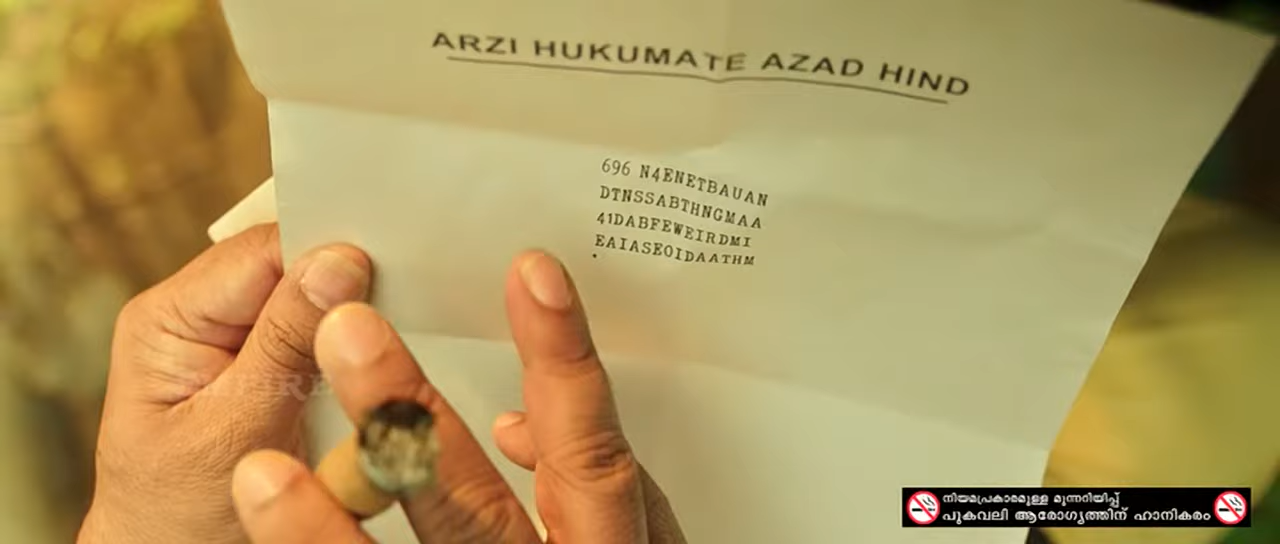 ARZI HUKUMATE AZAD HIND
696 N4ENETBAUAN
DTNSSABTHNGMAA
41DABFEWEIRDMI
EAIASEOIDAATHM
.
നിയമപ്രകാരമുള്ള മുന്നറിയിപ്പ്
പുകവലി ആരോഗ്യത്തിന് ഹാനികരം